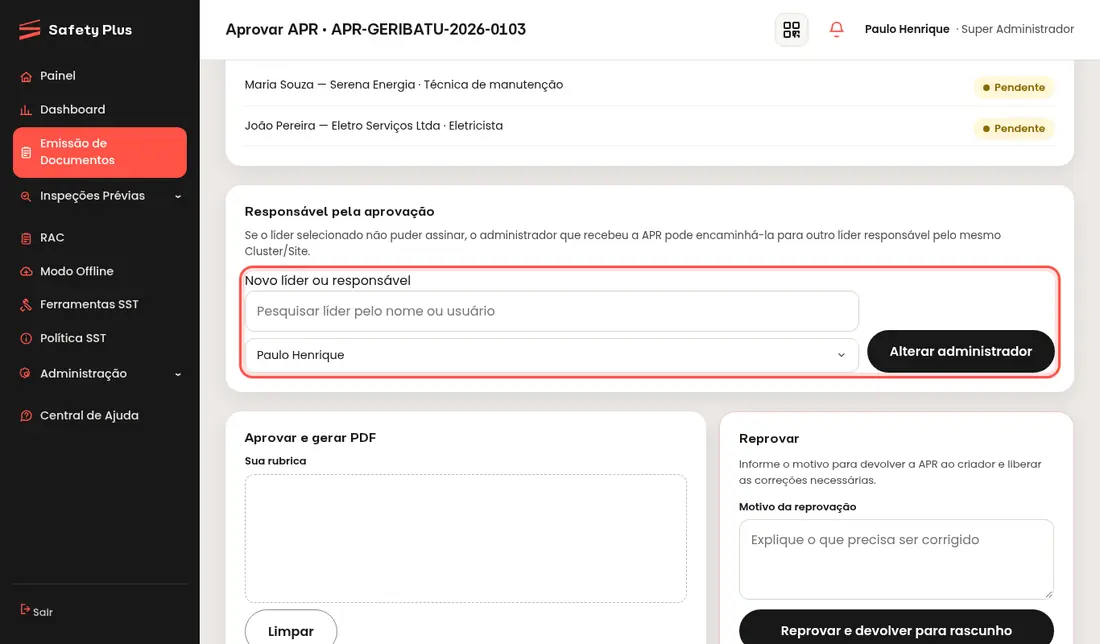 Safety Plus
Aprovar APR • APR-GERIBATU-2026-0103
Paulo Henrique · Super Administrador
Painel
Dashboard
Emissão de
Documentos
Inspeções Prévias
RAC
Modo Offline
Ferramentas SST
Política SST
Administração
Central de Ajuda
Sair
Maria Souza — Serena Energia · Técnica de manutenção
Pendente
João Pereira — Eletro Serviços Ltda · Eletricista
Pendente
Responsável pela aprovação
Se o líder selecionado não puder assinar, o administrador que recebeu a APR pode encaminhá-la para outro líder responsável pelo mesmo
Cluster/Site.
Novo líder ou responsável
Pesquisar líder pelo nome ou usuário
Paulo Henrique
Alterar administrador
Aprovar e gerar PDF
Sua rubrica
Limpar
Reprovar
Informe o motivo para devolver a APR ao criador e liberar
as correções necessárias.
Motivo da reprovação
Explique o que precisa ser corrigido
Reprovar e devolver para rascunho